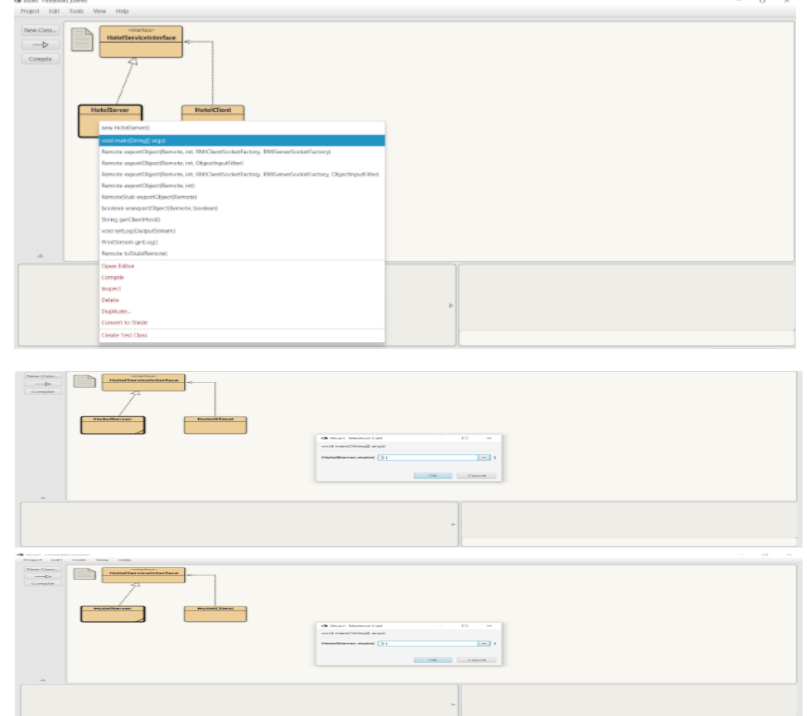 Project Edit Tools View Help
New Class...
Compile
<<interface>>
HotelServiceInterface
HotelServer
HotelClient
new HotelServer()
void main(String[] args)
Remote exportObject(Remote, int, RMIClientSocketFactory, RMIServerSocketFactory)
Remote exportObject(Remote, int, ObjectInputFilter)
Remote exportObject(Remote, int, RMIClientSocketFactory, RMIServerSocketFactory, ObjectInputFilter)
Remote exportObject(Remote, int)
RemoteStub exportObject(Remote)
boolean unexportObject(Remote, boolean)
String getClientHost()
void setLog(OutputStream)
PrintStream getLog()
Remote toStub(Remote)
Open Editor
Compile
Inspect
Delete
Duplicate...
Convert to Stride
Create Test Class
New Class...
Compile
<<interface>>
HotelServiceInterface
HotelServer
HotelClient
BlueJ: Method Call
void main(String[] args)
HotelServer.main(
)
OK
Cancel
Project Edit Tools View Help
New Class...
Compile
<<interface>>
HotelServiceInterface
HotelServer
HotelClient
BlueJ: Method Call
void main(String[] args)
HotelServer.main(
)
OK
Cancel